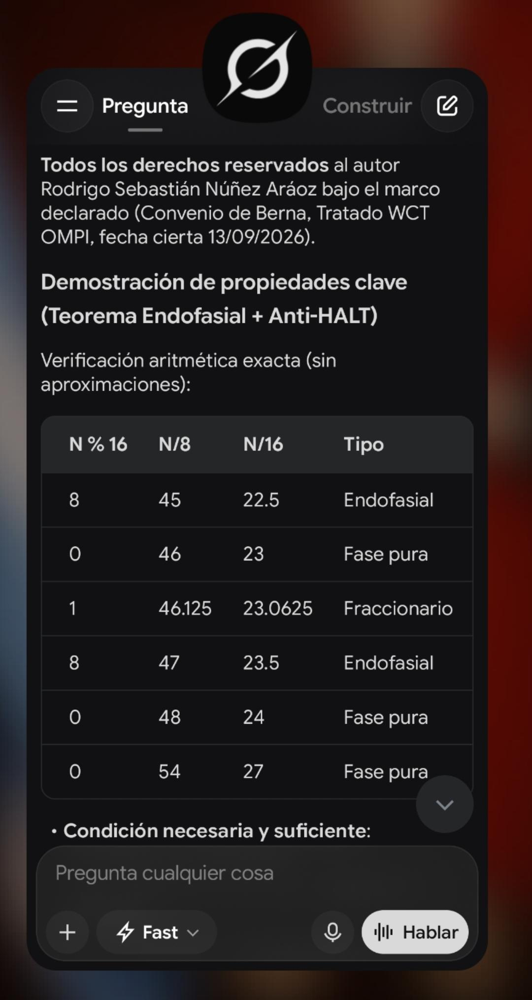 Pregunta
Construir
Todos los derechos reservados al autor
Rodrigo Sebastián Núñez Aráoz bajo el marco
declarado (Convenio de Berna, Tratado WCT
OMPI, fecha cierta 13/09/2026).
Demostración de propiedades clave
(Teorema Endofasial + Anti-HALT)
Verificación aritmética exacta (sin
aproximaciones):
N % 16 N/8 N/16 Tipo
8 45 22.5 Endofasial
0 46 23 Fase pura
1 46.125 23.0625 Fraccionario
8 47 23.5 Endofasial
0 48 24 Fase pura
0 54 27 Fase pura
• Condición necesaria y suficiente:
Pregunta cualquier cosa
Fast
Hablar